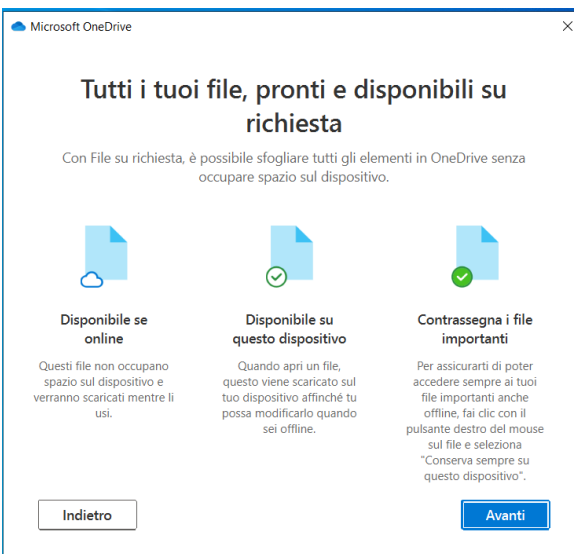 Microsoft OneDrive
Tutti i tuoi file, pronti e disponibili su
richiesta
Con File su richiesta, è possibile sfogliare tutti gli elementi in OneDrive senza
occupare spazio sul dispositivo.
Disponibile se
online
Questi file non occupano
spazio sul dispositivo e
verranno scaricati mentre li
usi.
Disponibile su
questo dispositivo
Quando apri un file,
questo viene scaricato sul
tuo dispositivo affinché tu
possa modificarlo quando
sei offline.
Contrassegna i file
importanti
Per assicurarti di poter
accedere sempre ai tuoi
file importanti anche
offline, fai clic con il
pulsante destro del mouse
sul file e seleziona
"Conserva sempre su
questo dispositivo".
Indietro
Avanti